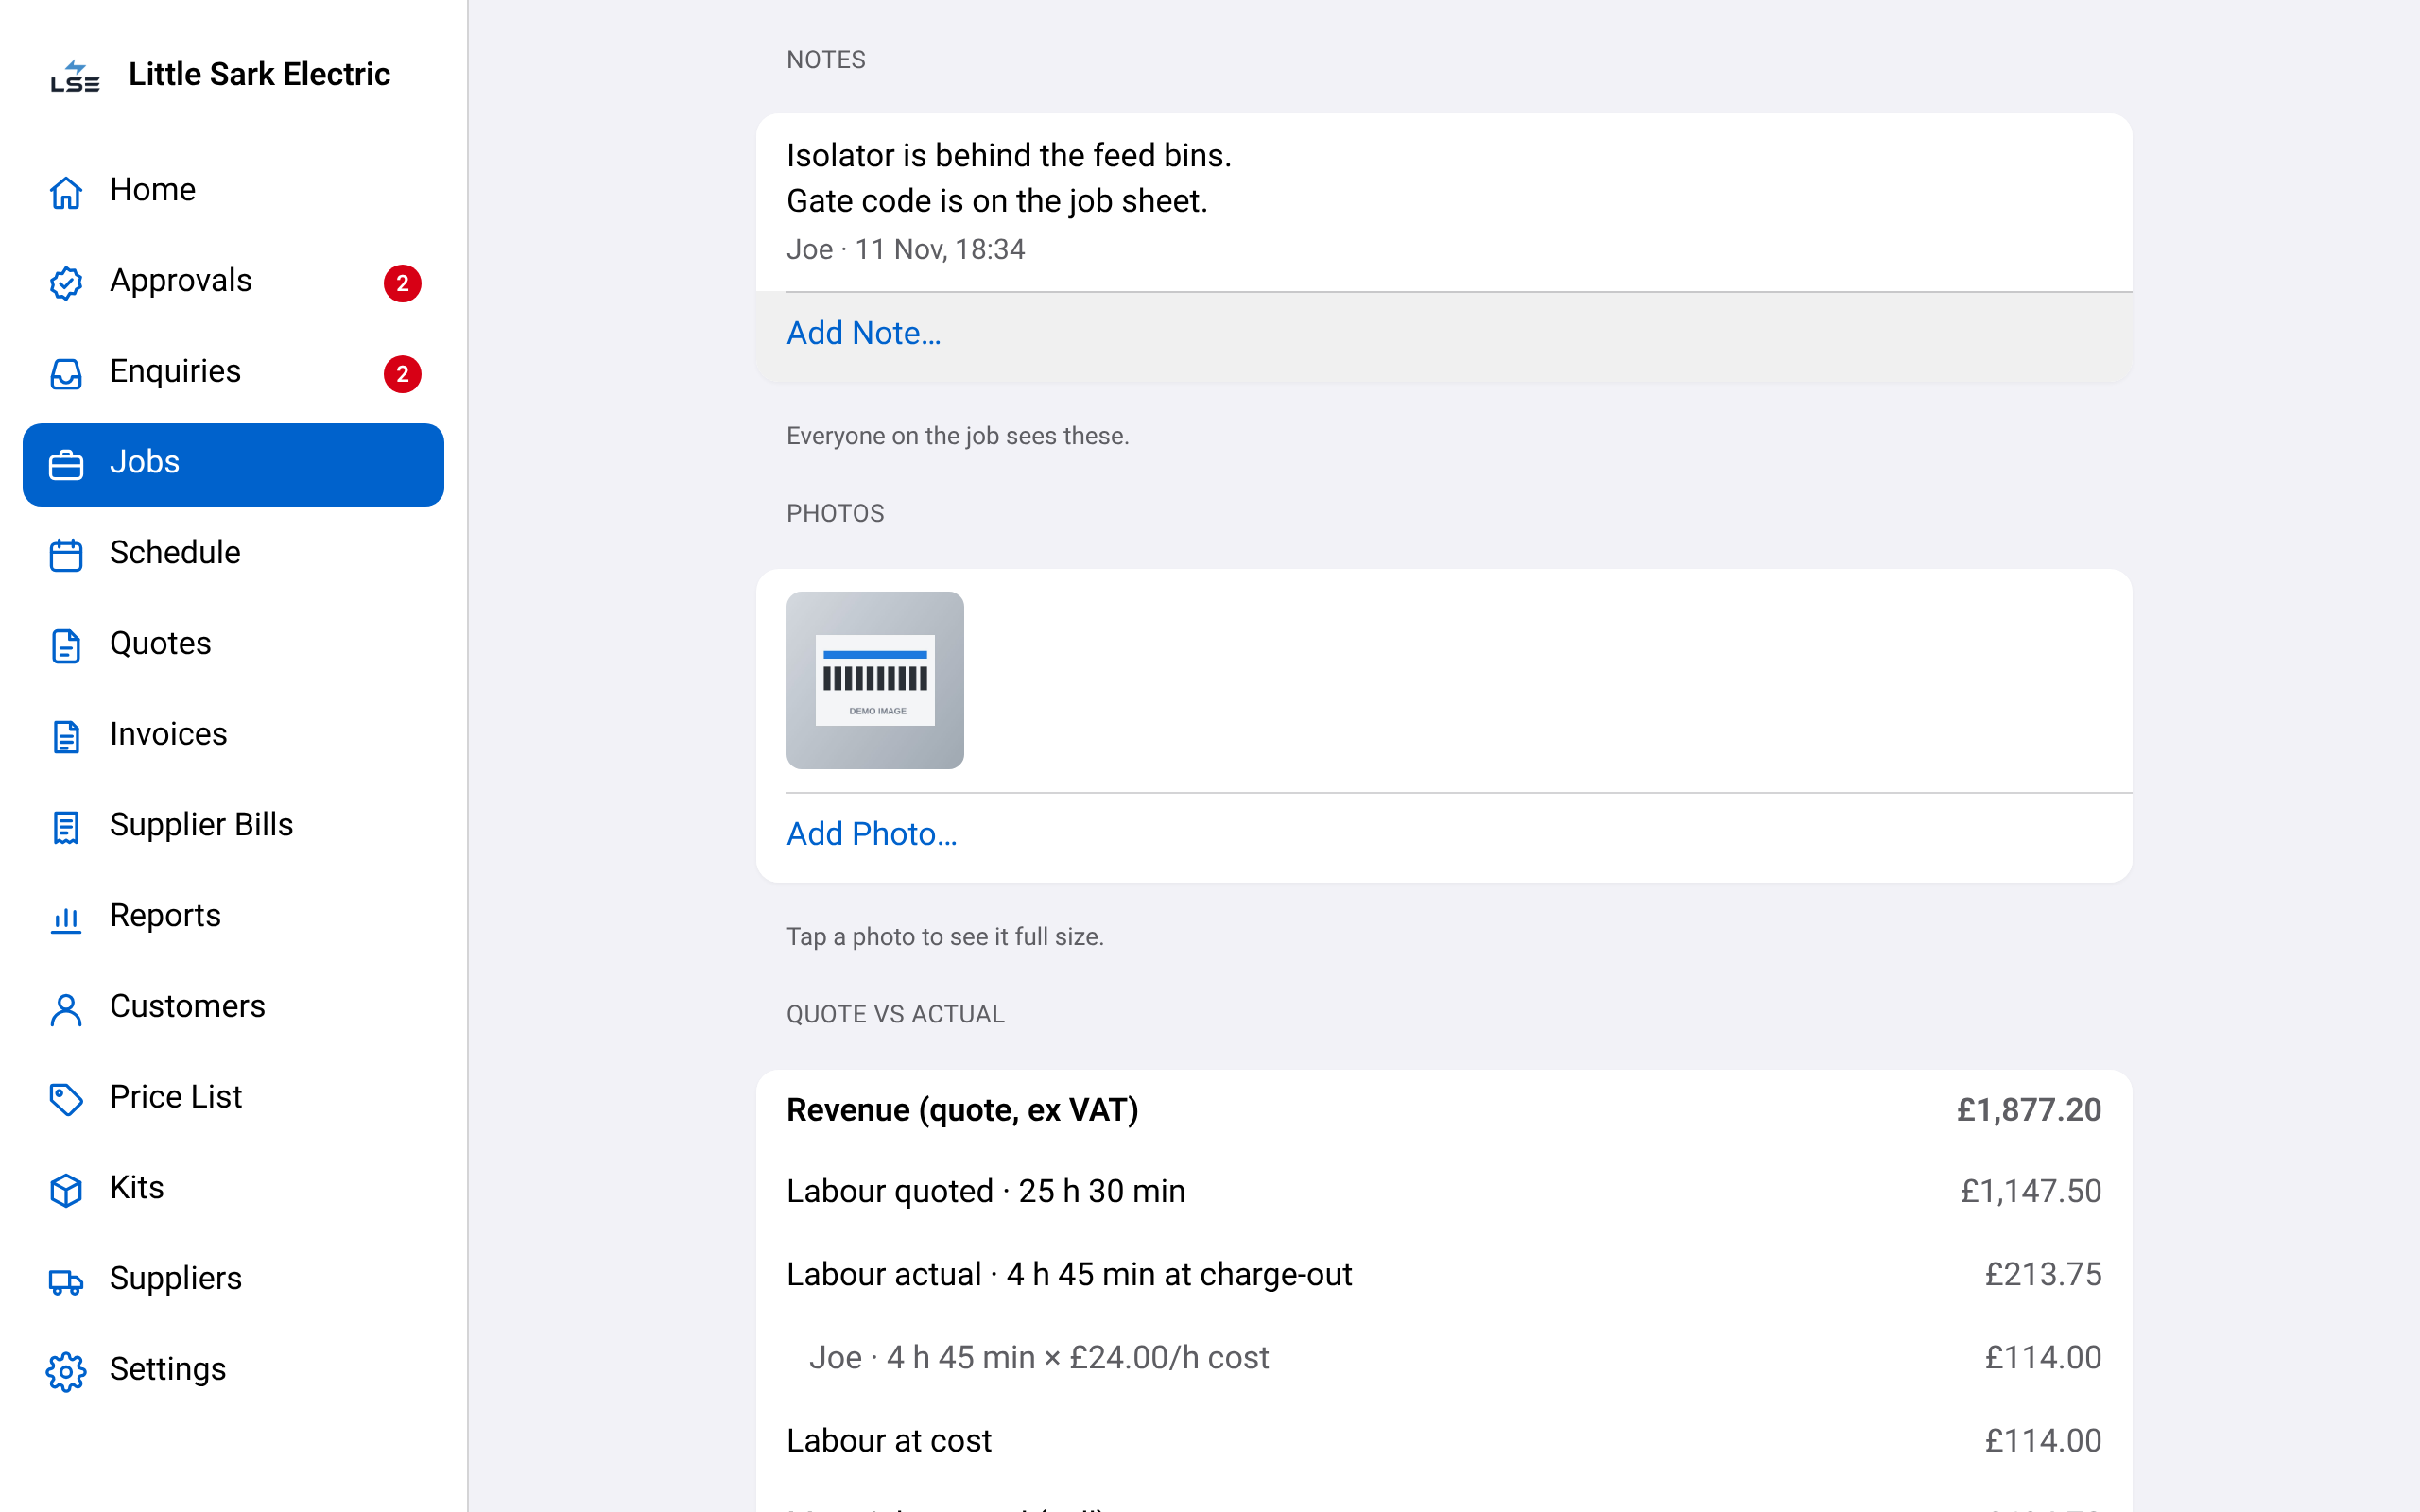 LSE Little Sark Electric
Home
Approvals 2
Enquiries 2
Jobs
Schedule
Quotes
Invoices
Supplier Bills
Reports
Customers
Price List
Kits
Suppliers
Settings
NOTES
Isolator is behind the feed bins.
Gate code is on the job sheet.
Joe · 11 Nov, 18:34
Add Note…
Everyone on the job sees these.
PHOTOS
DEMO IMAGE
Add Photo…
Tap a photo to see it full size.
QUOTE VS ACTUAL
Revenue (quote, ex VAT) £1,877.20
Labour quoted · 25 h 30 min £1,147.50
Labour actual · 4 h 45 min at charge-out £213.75
Joe · 4 h 45 min × £24.00/h cost £114.00
Labour at cost £114.00